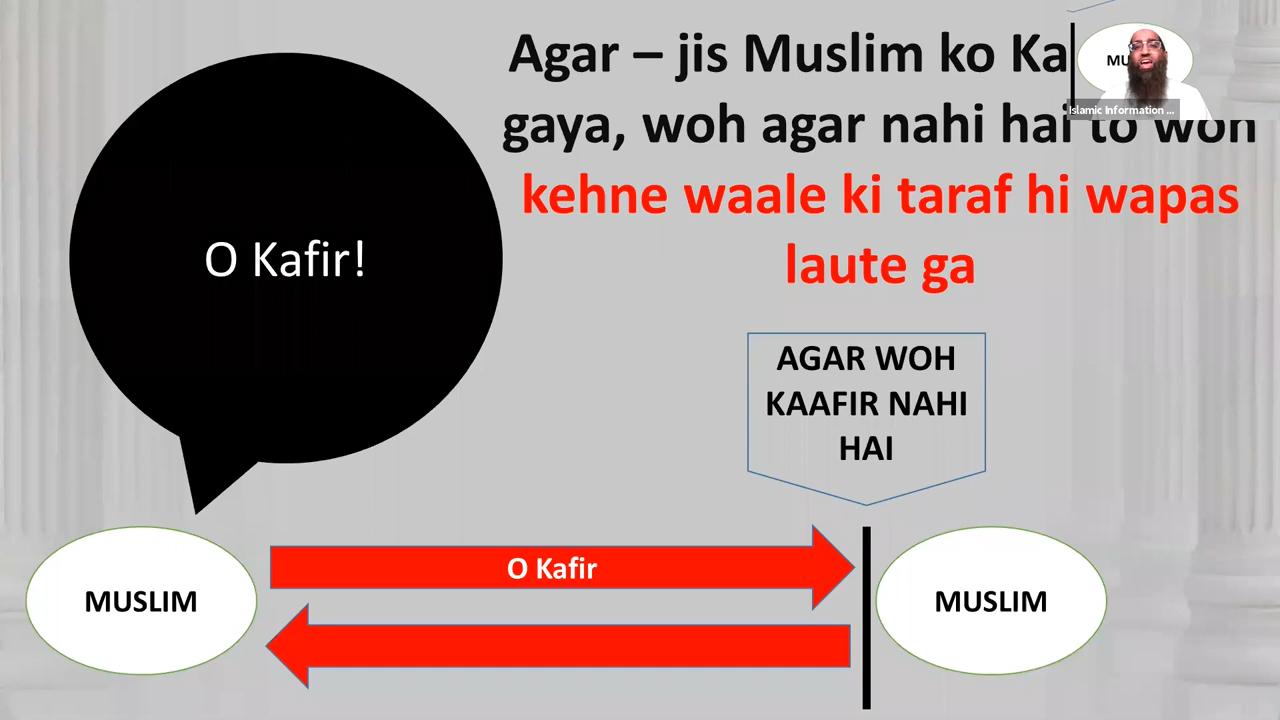 Agar – jis Muslim ko
gaya, woh agar nahi hai to woh
kehne waale ki taraf hi wapas
laute ga
Islamic Information ...
O Kafir!
AGAR WOH
KAAFIR NAHI
HAI
O Kafir
MUSLIM
MUSLIM